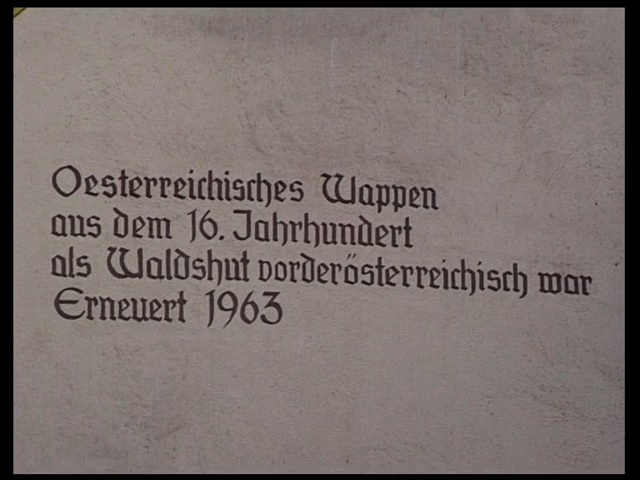 Oesterreichisches Wappen
aus dem 16. Jahrhundert
als Waldshut vorderösterreichisch war
Erneuert 1963